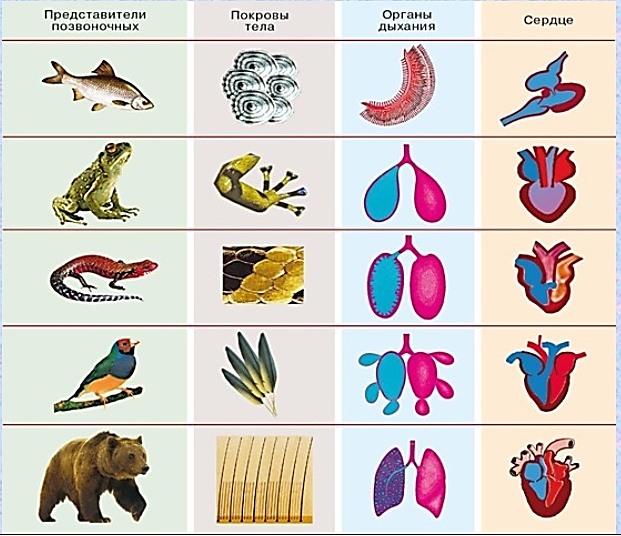 Представители
позвоночных
Покровы
тела
Органы
дыхания
Сердце